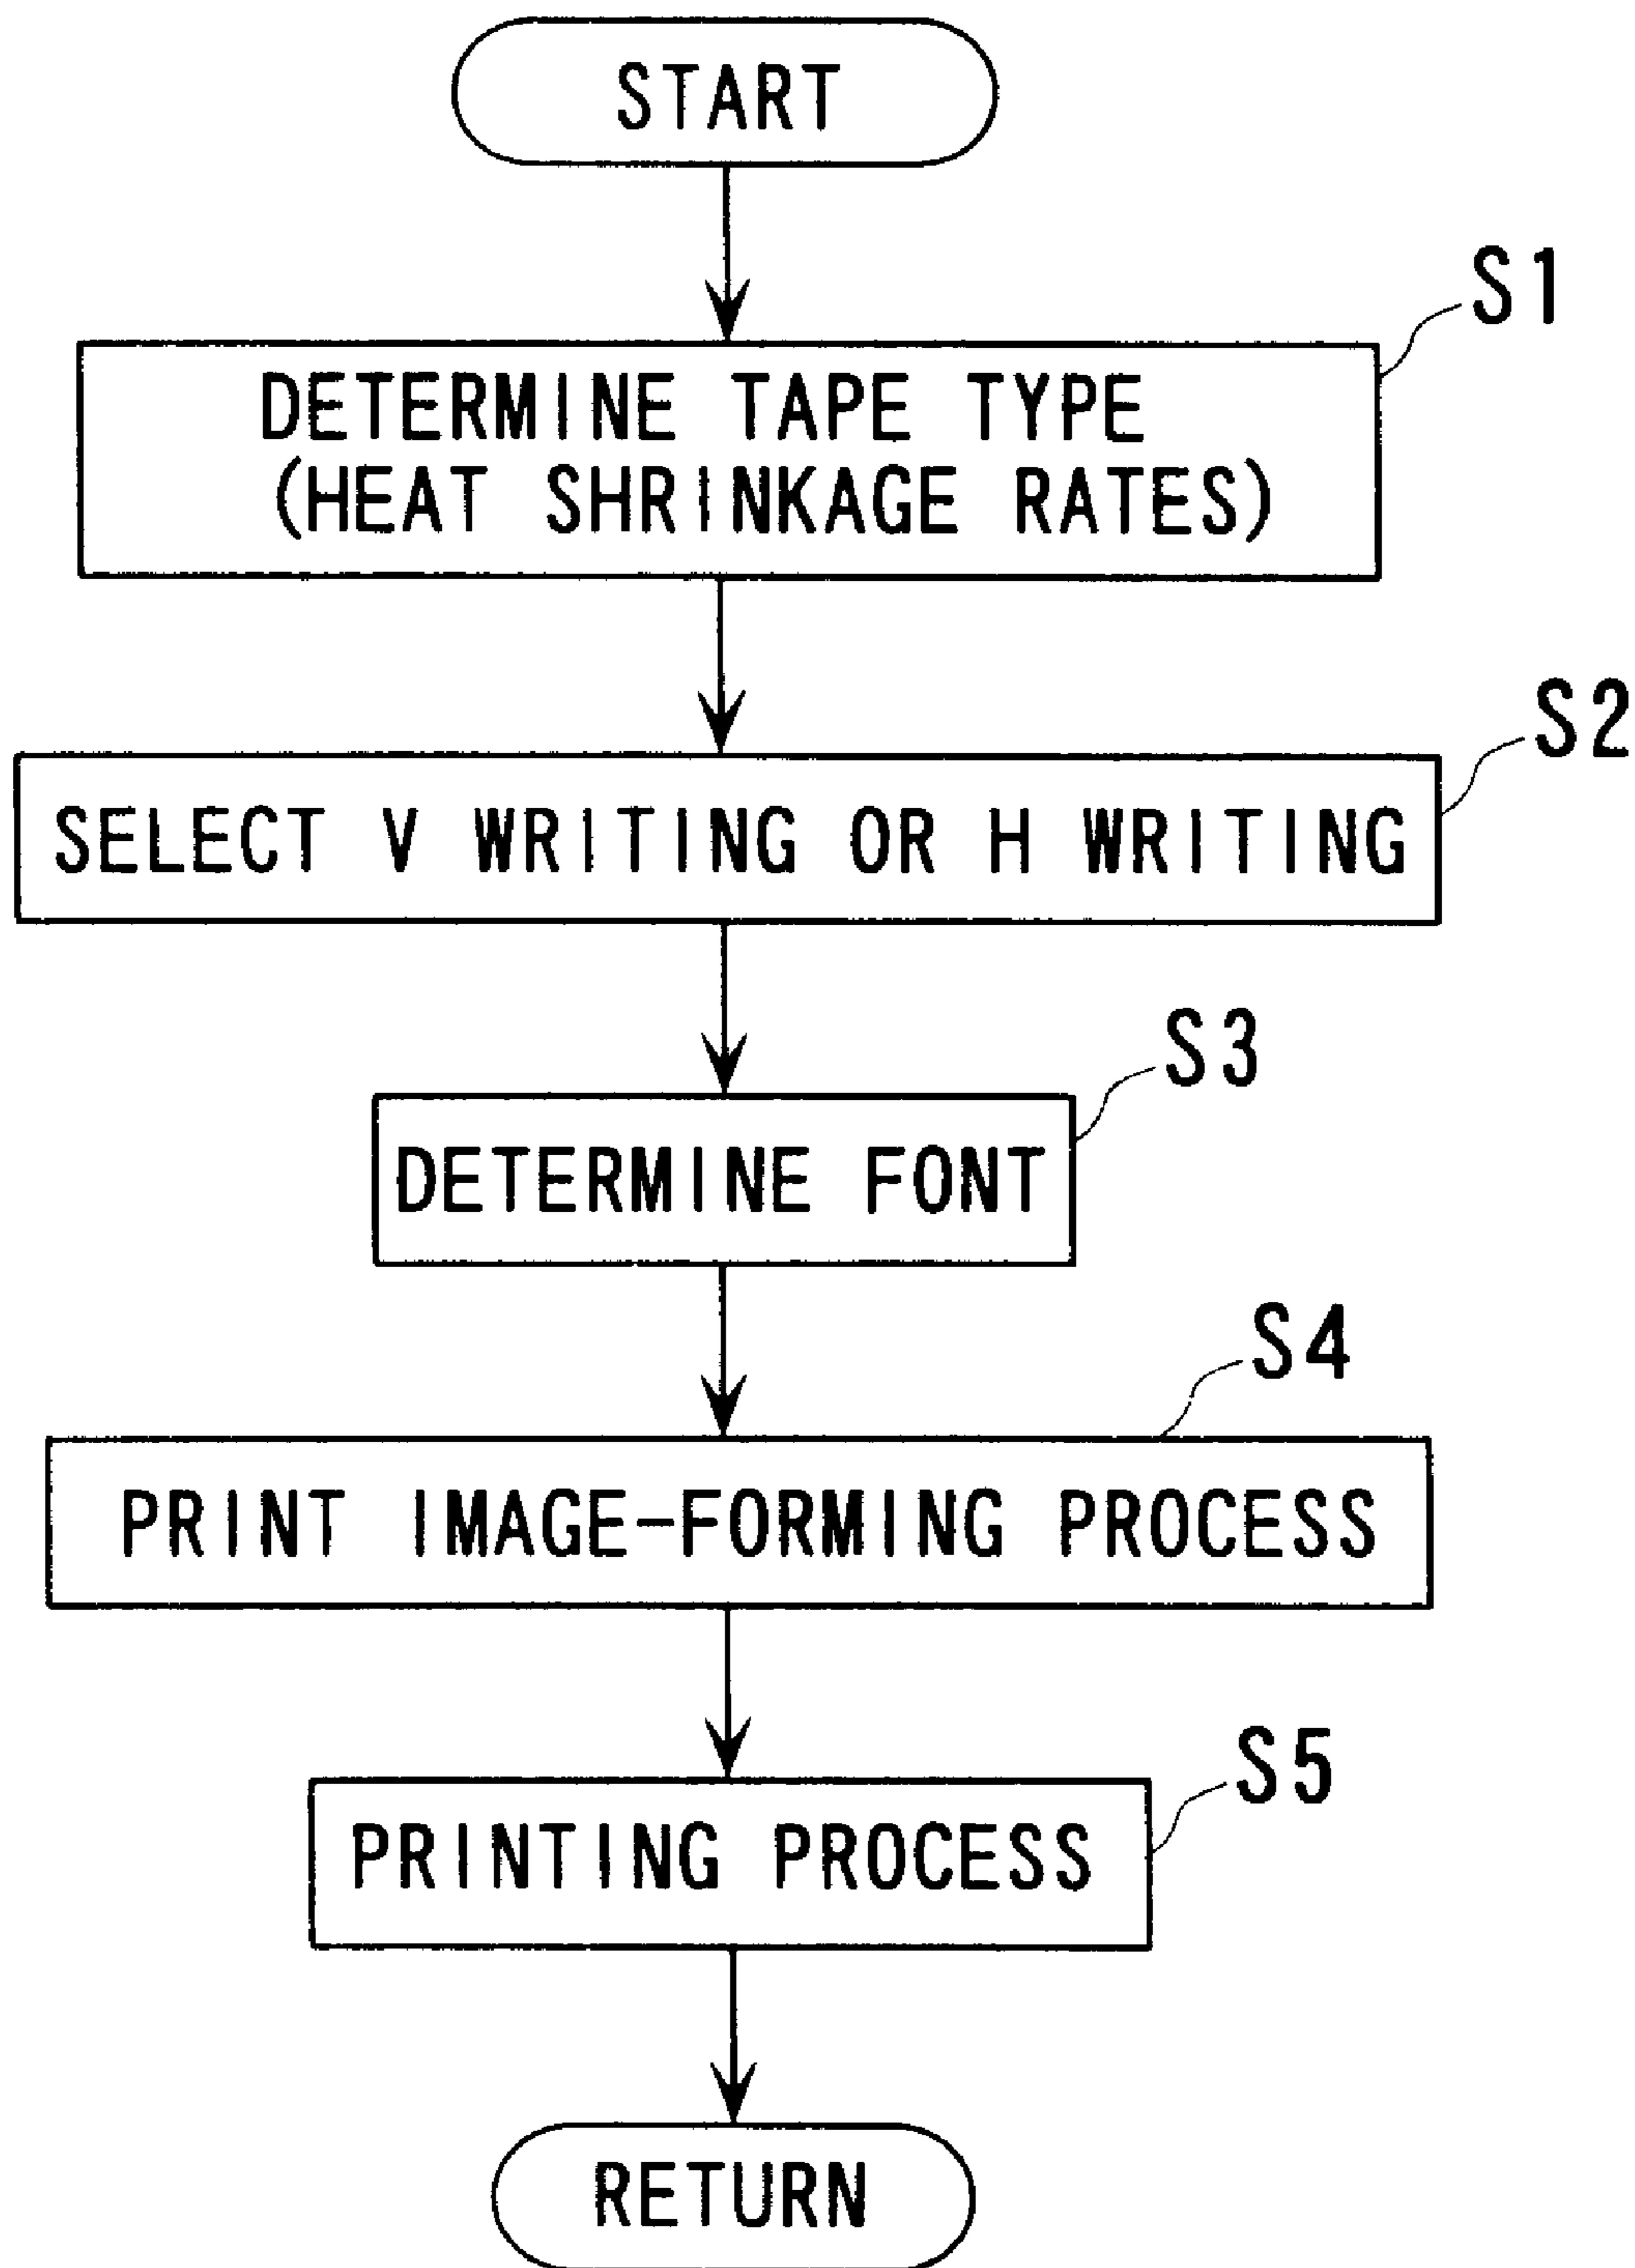 START
S1
DETERMINE TAPE TYPE
(HEAT SHRINKAGE RATES)
S2
SELECT V WRITING OR H WRITING
S3
DETERMINE FONT
S4
PRINT IMAGE-FORMING PROCESS
S5
PRINTING PROCESS
RETURN